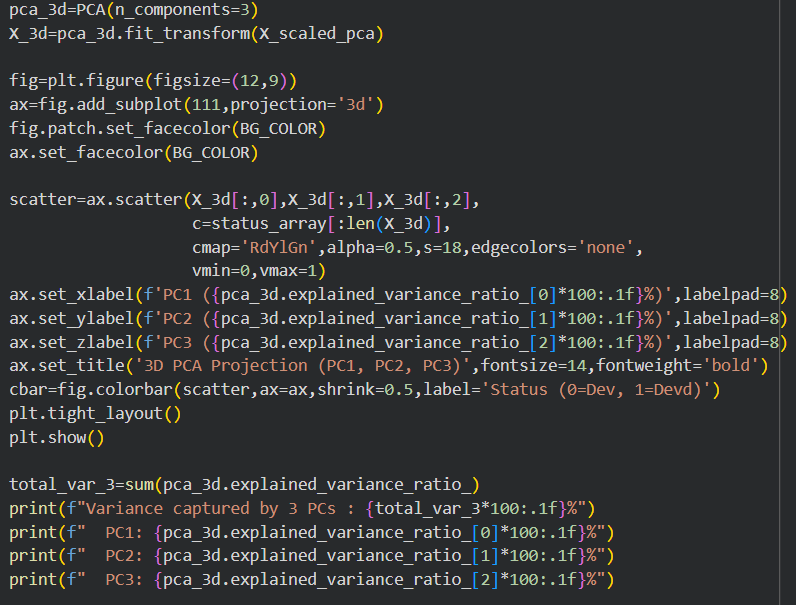 pca_3d=PCA(n_components=3)
X_3d=pca_3d.fit_transform(X_scaled_pca)
fig=plt.figure(figsize=(12,9))
ax=fig.add_subplot(111,projection='3d')
fig.patch.set_facecolor(BG_COLOR)
ax.set_facecolor(BG_COLOR)
scatter=ax.scatter(X_3d[:,0],X_3d[:,1],X_3d[:,2],
c=status_array[:len(X_3d)],
cmap='RdYlGn',alpha=0.5,s=18,edgecolors='none',
vmin=0,vmax=1)
ax.set_xlabel(f'PC1 ({pca_3d.explained_variance_ratio_[0]*100:.1f}%)',labelpad=8)
ax.set_ylabel(f'PC2 ({pca_3d.explained_variance_ratio_[1]*100:.1f}%)',labelpad=8)
ax.set_zlabel(f'PC3 ({pca_3d.explained_variance_ratio_[2]*100:.1f}%)',labelpad=8)
ax.set_title('3D PCA Projection (PC1, PC2, PC3)',fontsize=14,fontweight='bold')
cbar=fig.colorbar(scatter,ax=ax,shrink=0.5,label='Status (0=Dev, 1=Devd)')
plt.tight_layout()
plt.show()
total_var_3=sum(pca_3d.explained_variance_ratio_)
print(f"Variance captured by 3 PCs : {total_var_3*100:.1f}%")
print(f"  PC1: {pca_3d.explained_variance_ratio_[0]*100:.1f}%")
print(f"  PC2: {pca_3d.explained_variance_ratio_[1]*100:.1f}%")
print(f"  PC3: {pca_3d.explained_variance_ratio_[2]*100:.1f}%")